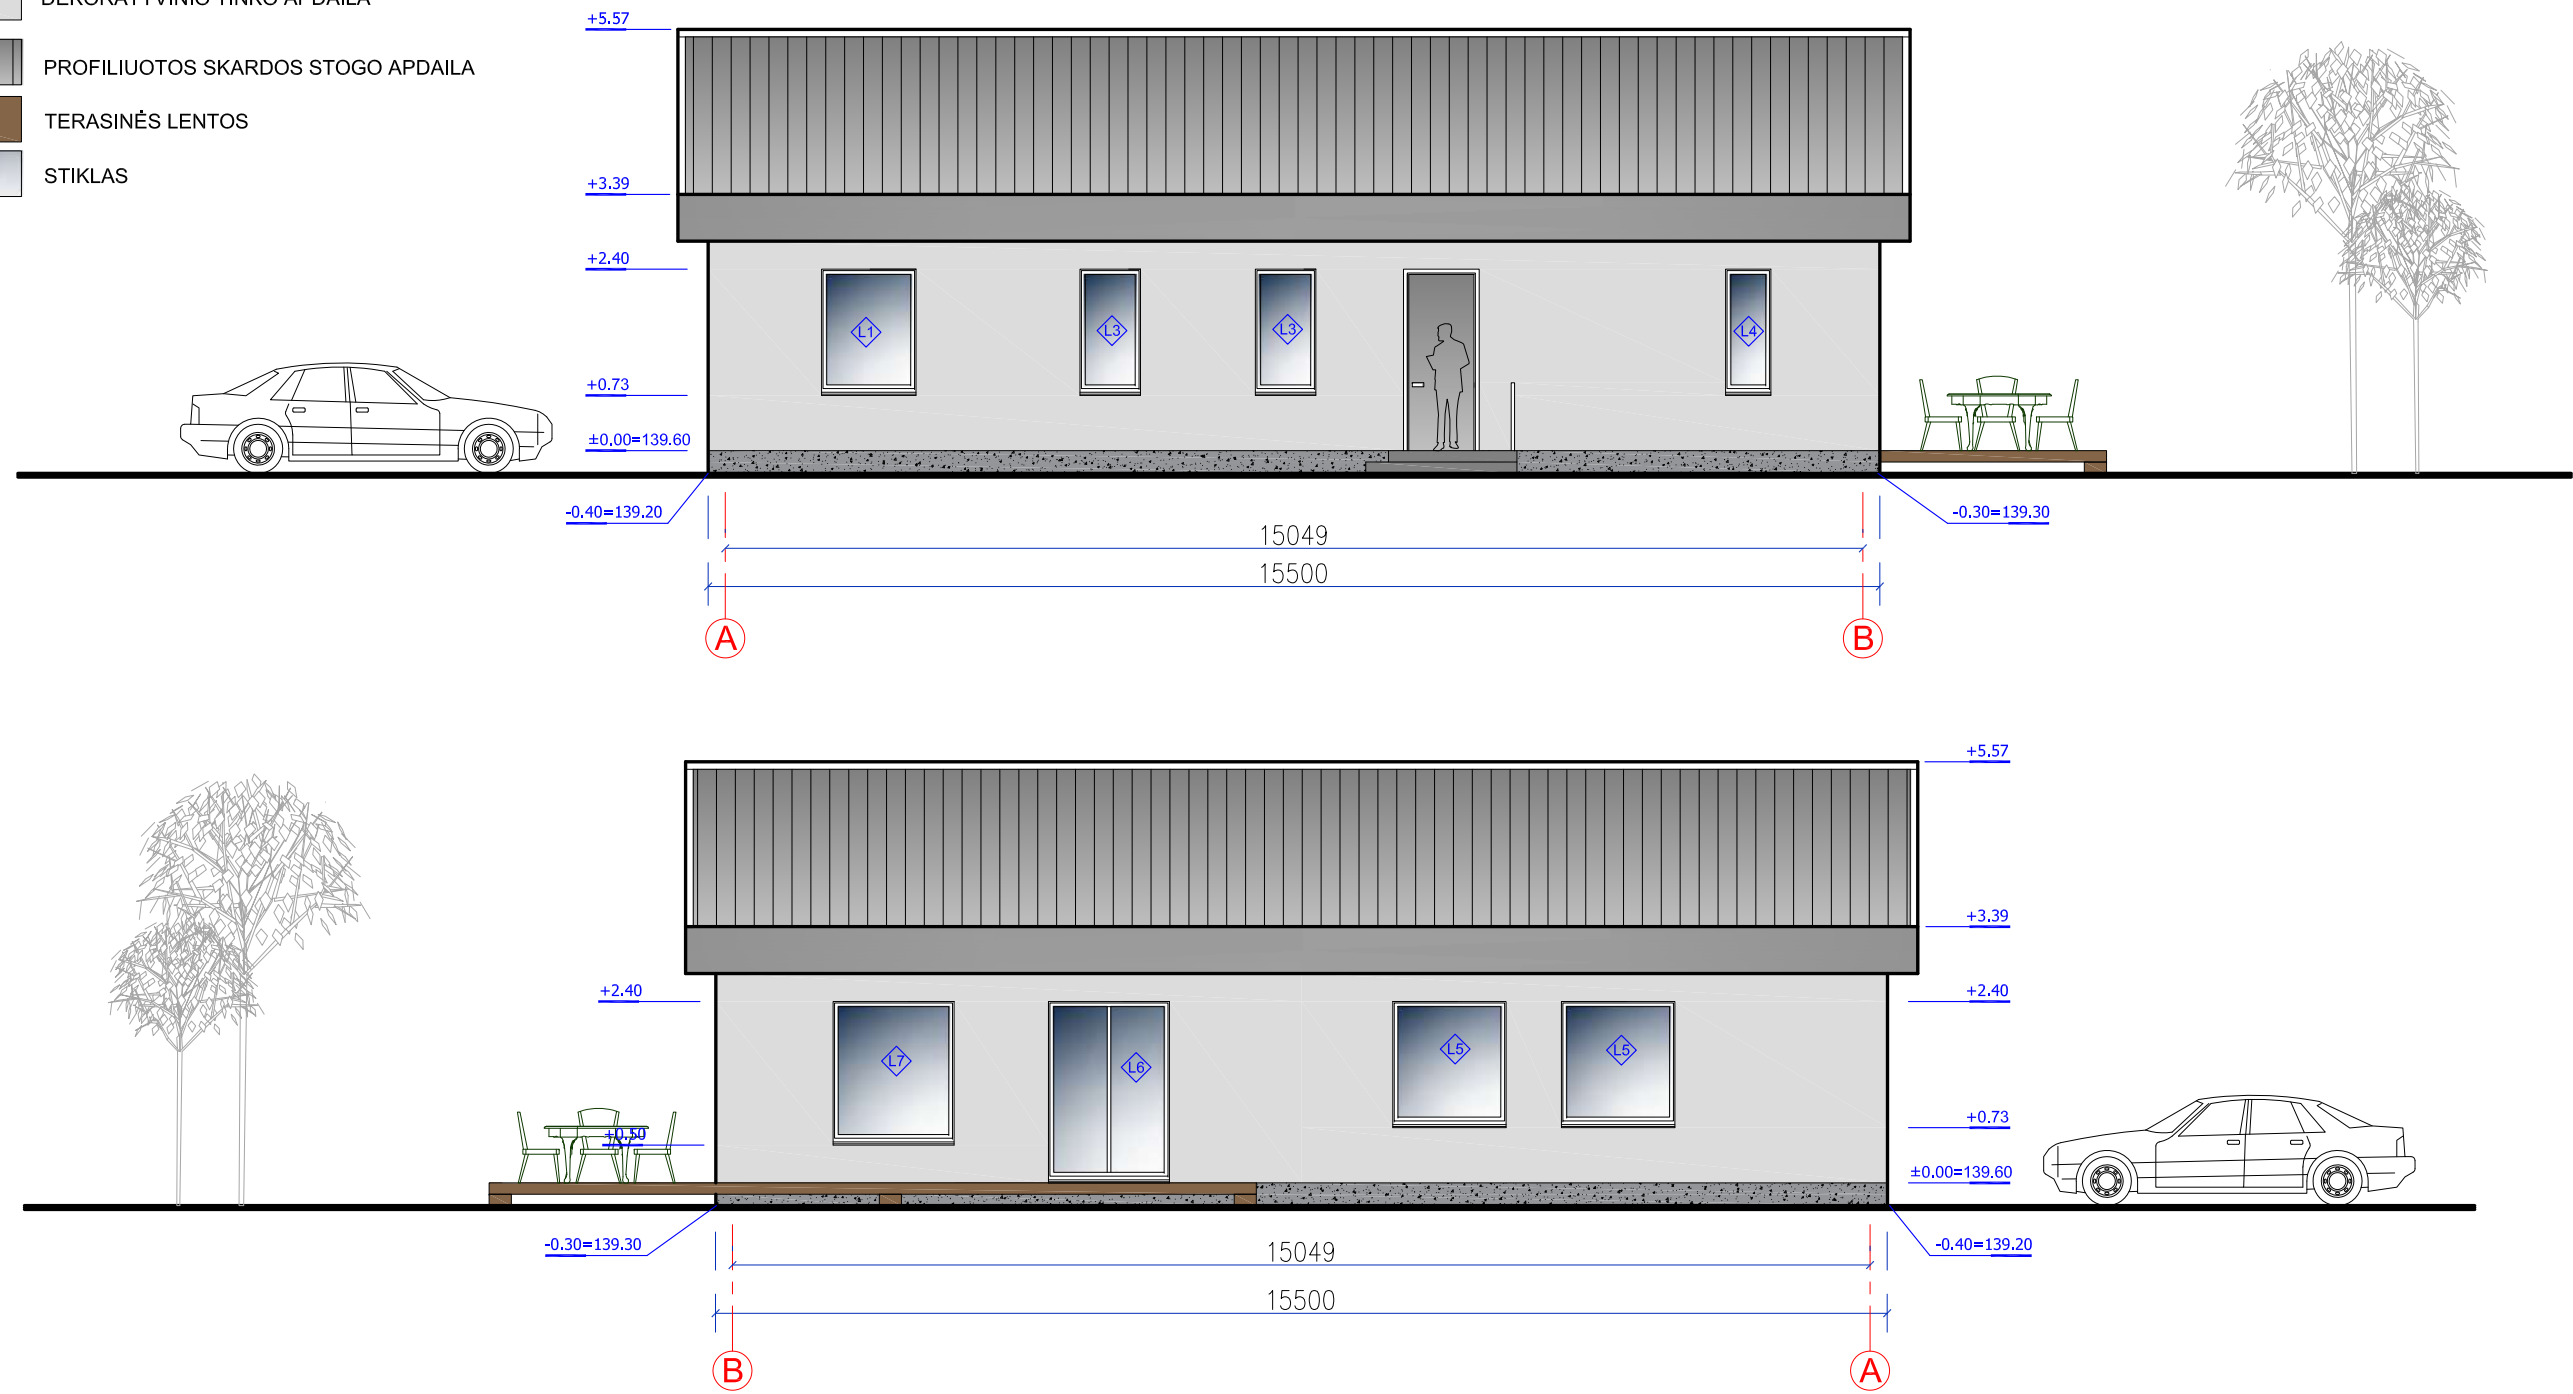 APDAILA
PROFILIUOTOS SKARDOS STOGO APDAILA
TERASINĖS LENTOS
STIKLAS
+5.57
+3.39
+2.40
+0.73
±0.00=139.60
-0.40=139.20
L1
L3
L3
L4
-0.30=139.30
15049
15500
A
B
+5.57
+3.39
+2.40
+2.40
L7
L6
L5
L5
+0.50
+0.73
±0.00=139.60
-0.30=139.30
-0.40=139.20
15049
15500
B
A